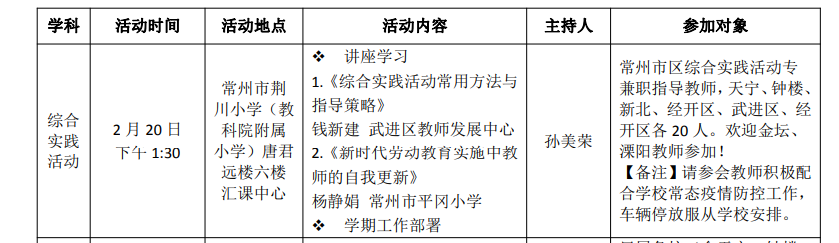 学科 活动时间 活动地点 活动内容 主持人 参加对象
综合
实践
活动
2 月 20 日
下午 1:30
常州市荆
川小学（教
科院附属
小学）唐君
远楼六楼
汇课中心
❖ 讲座学习
1.《综合实践活动常用方法与
指导策略》
钱新建 武进区教师发展中心
2.《新时代劳动教育实施中教
师的自我更新》
杨静娟 常州市平冈小学
❖ 学期工作部署
孙美荣
常州市区综合实践活动专
兼职指导教师，天宁、钟楼、
新北、经开区、武进区、经
开区各 20 人。欢迎金坛、
溧阳教师参加！
【备注】请参会教师积极配
合学校常态疫情防控工作，
车辆停放服从学校安排。